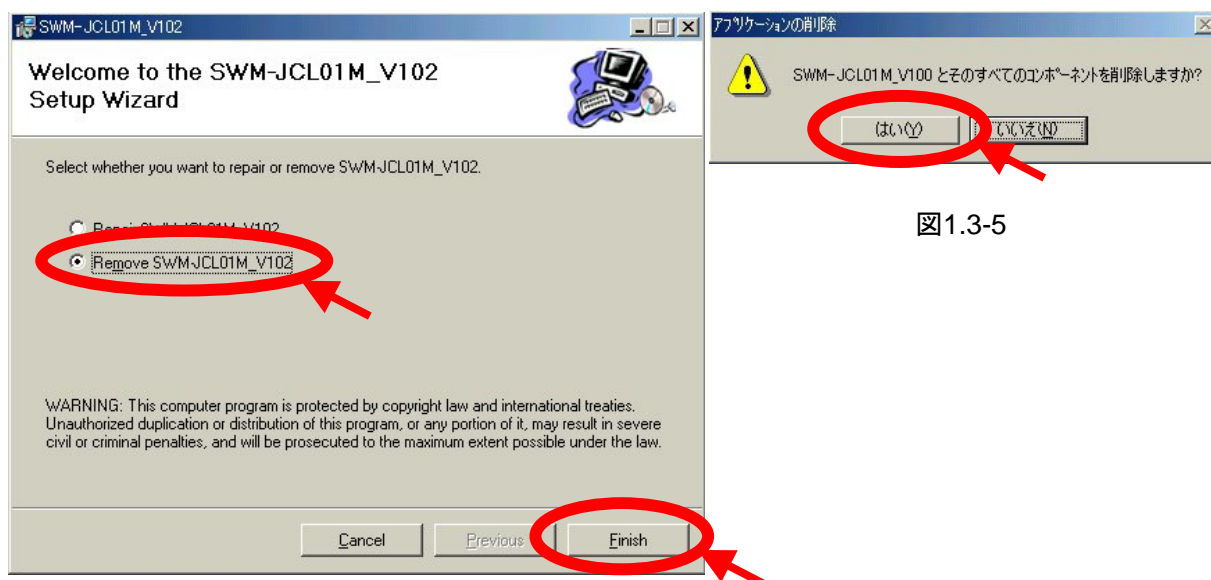 SWM-JCL01M_V102
Welcome to the SWM-JCL01M_V102
Setup Wizard
Select whether you want to repair or remove SWM-JCL01M_V102.
Repair SWM-JCL01M_V102
Remove SWM-JCL01M_V102
WARNING: This computer program is protected by copyright law and international treaties.
Unauthorized duplication or distribution of this program, or any portion of it, may result in severe
civil or criminal penalties, and will be prosecuted to the maximum extent possible under the law.
Cancel
Previous
Finish
アプリケーションの削除
SWM-JCL01M_V100 とそのすべてのコンポーネントを削除しますか?
はい(Y)
いいえ(N)
図1.3-5